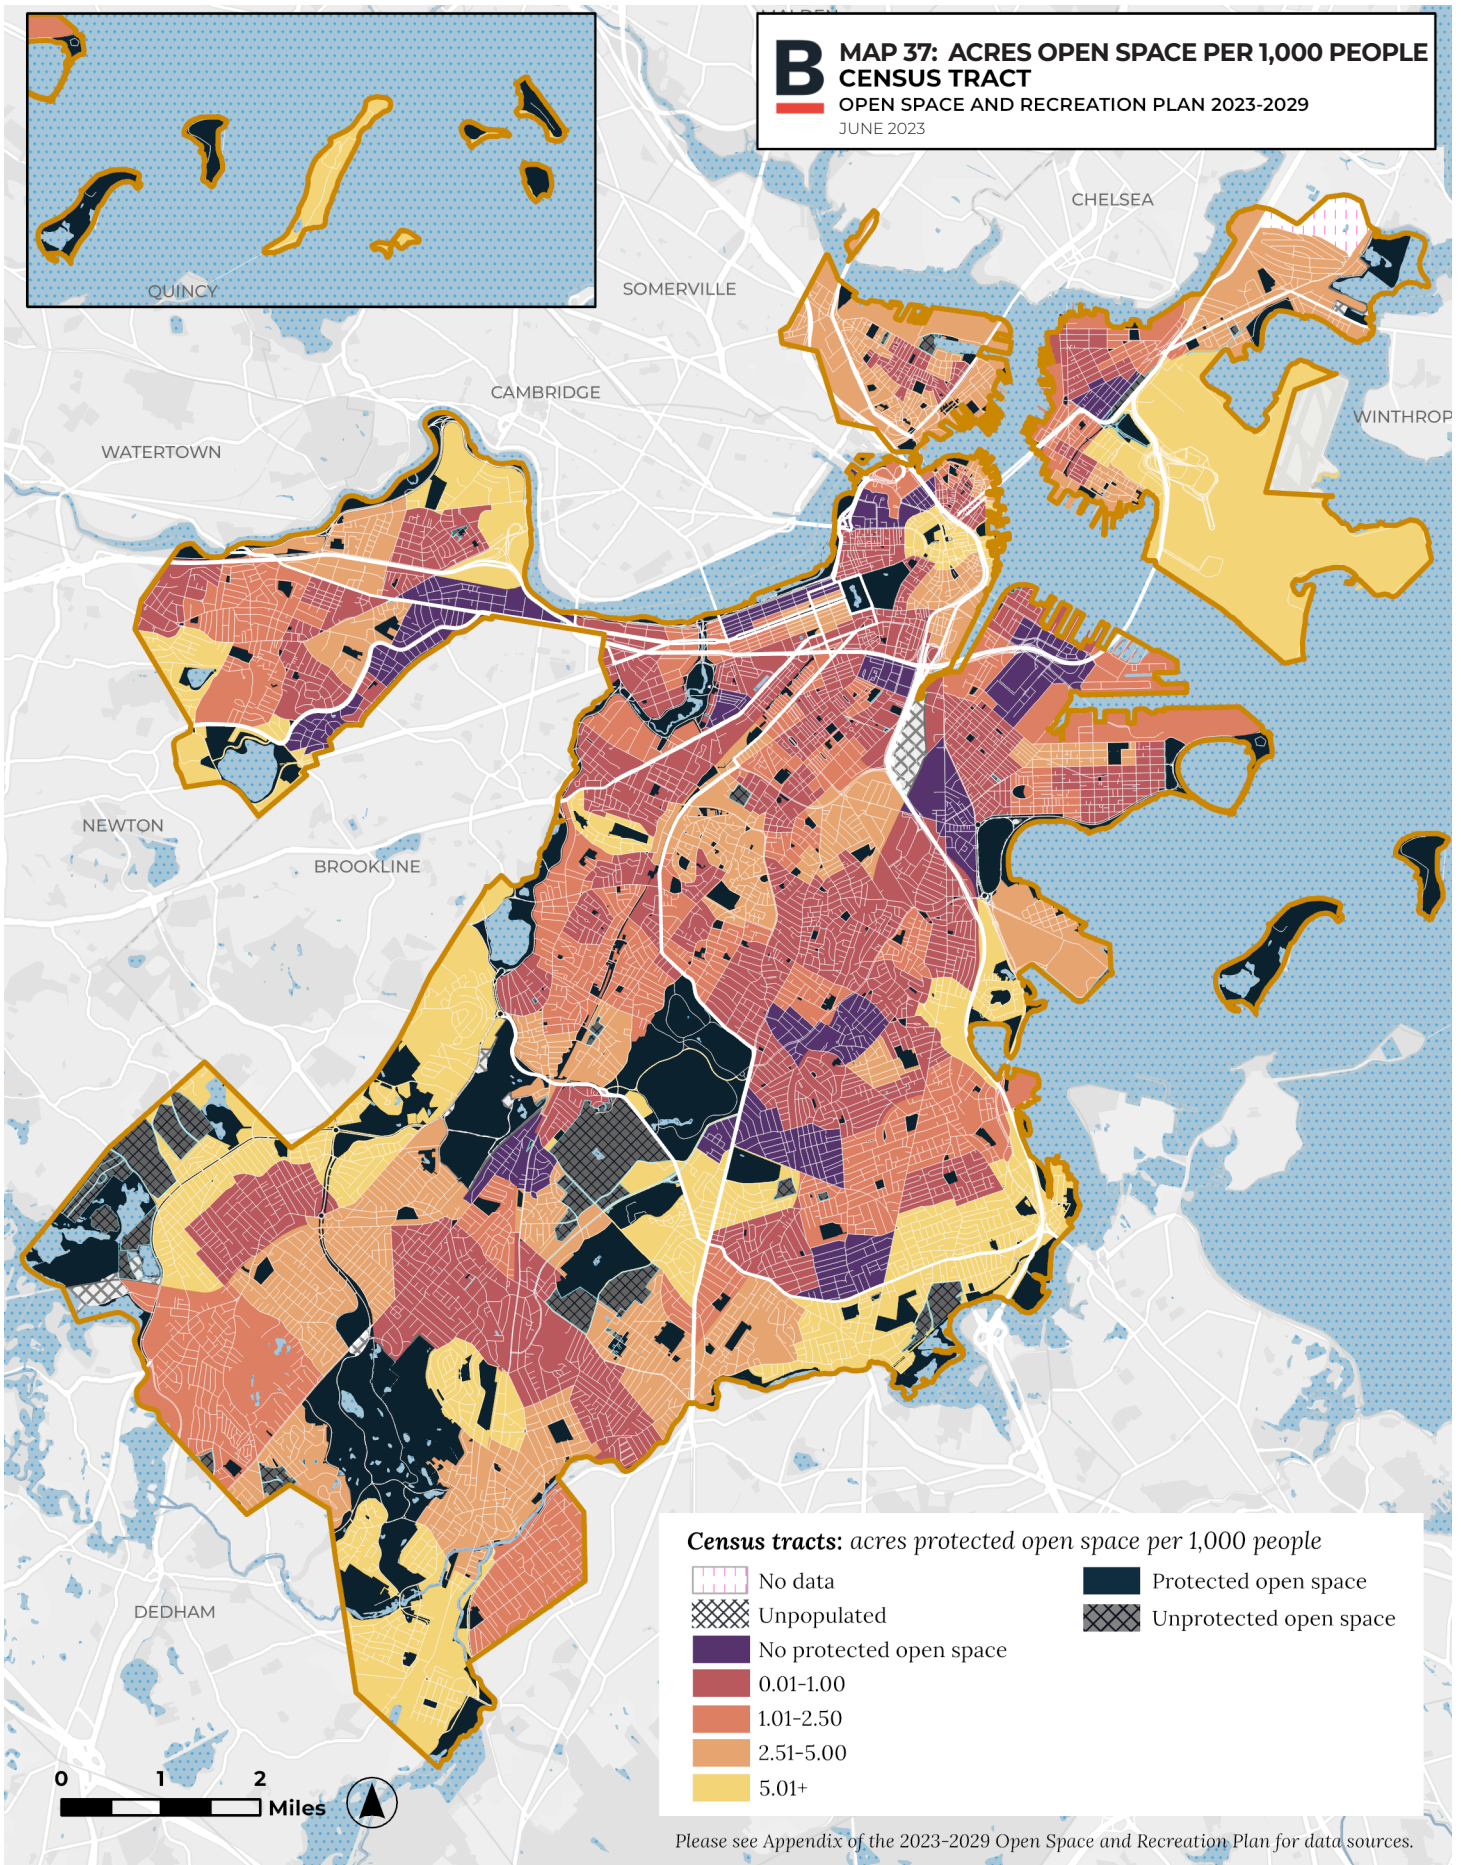 MALDEN
B
MAP 37: ACRES OPEN SPACE PER 1,000 PEOPLE
CENSUS TRACT
OPEN SPACE AND RECREATION PLAN 2023-2029
JUNE 2023
CHELSEA
QUINCY
SOMERVILLE
CAMBRIDGE
WINTHROP
WATERTOWN
NEWTON
BROOKLINE
DEDHAM
Census tracts: acres protected open space per 1,000 people
No data
Unpopulated
No protected open space
0.01-1.00
1.01-2.50
2.51-5.00
5.01+
Protected open space
Unprotected open space
0 1 2
Miles
Please see Appendix of the 2023-2029 Open Space and Recreation Plan for data sources.